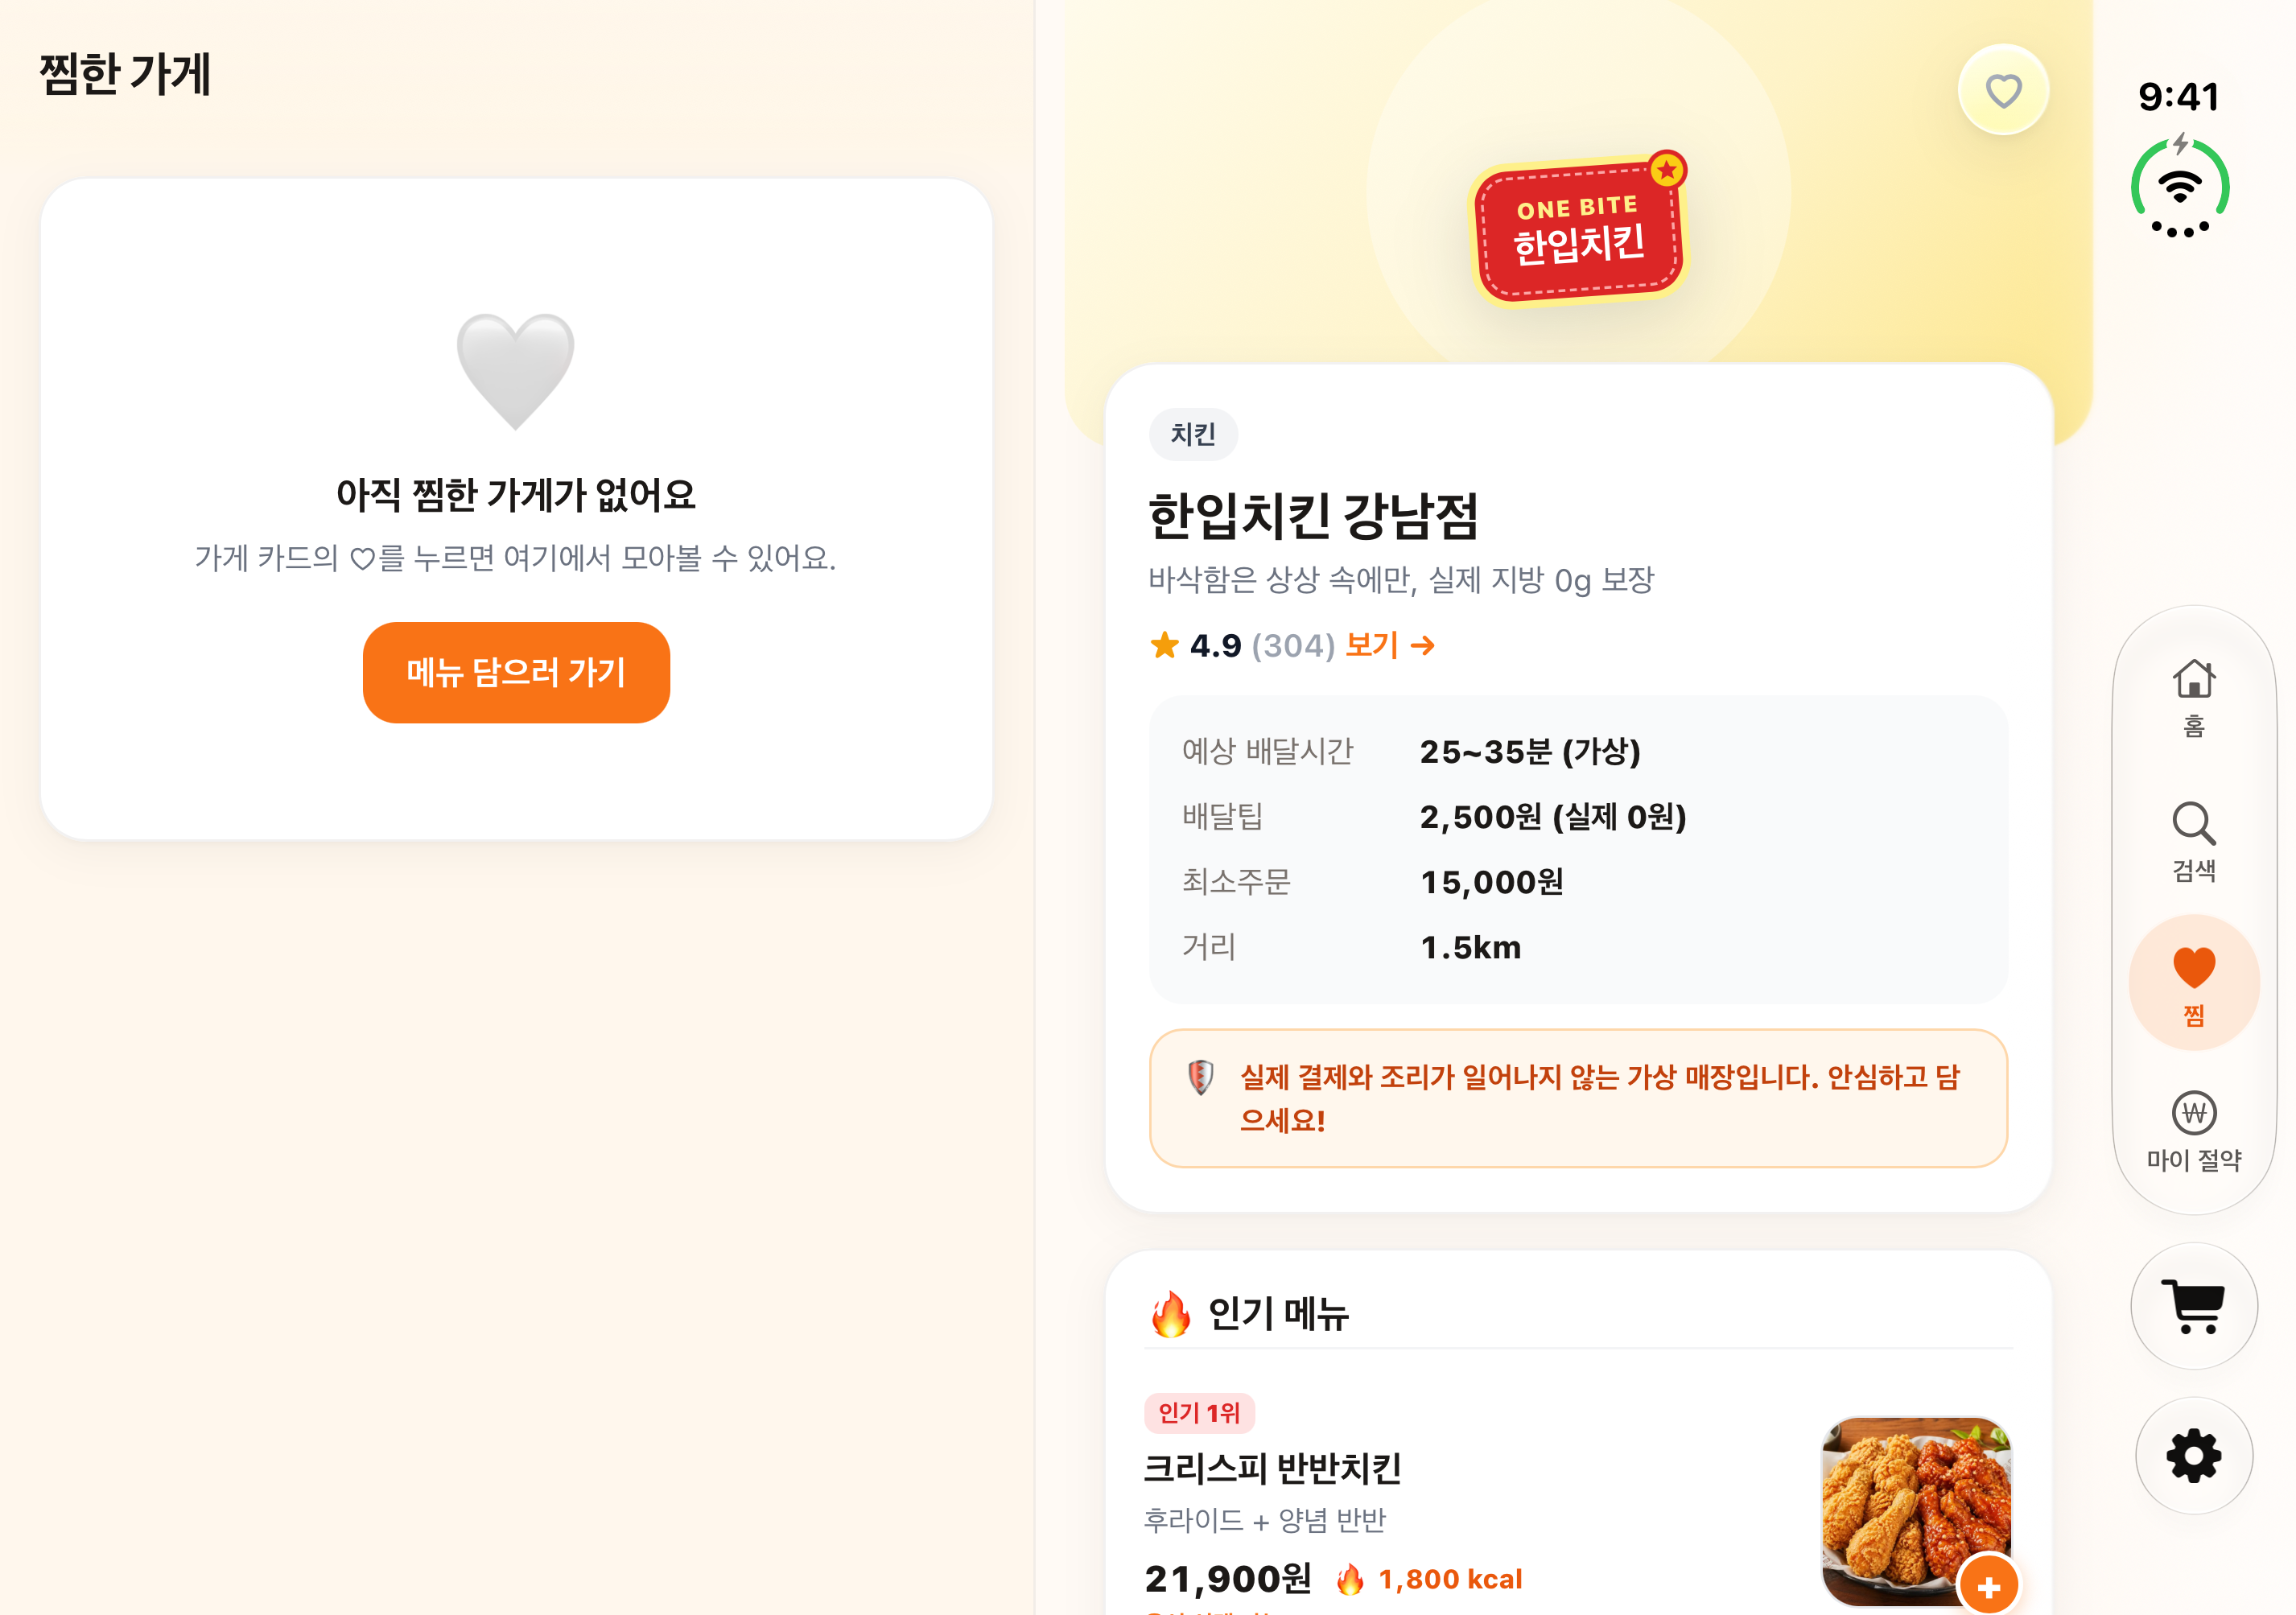 찜한 가게
아직 찜한 가게가 없어요
가게 카드의 ♡를 누르면 여기에서 모아볼 수 있어요.
메뉴 담으러 가기
ONE BITE
한입치킨
치킨
한입치킨 강남점
바삭함은 상상 속에만, 실제 지방 0g 보장
4.9 (304) 보기 →
예상 배달시간 25~35분 (가상)
배달팁 2,500원 (실제 0원)
최소주문 15,000원
거리 1.5km
실제 결제와 조리가 일어나지 않는 가상 매장입니다. 안심하고 담
으세요!
인기 메뉴
인기 1위
크리스피 반반치킨
후라이드 + 양념 반반
21,900원 1,800 kcal
9:41
홈
검색
찜
마이 절약